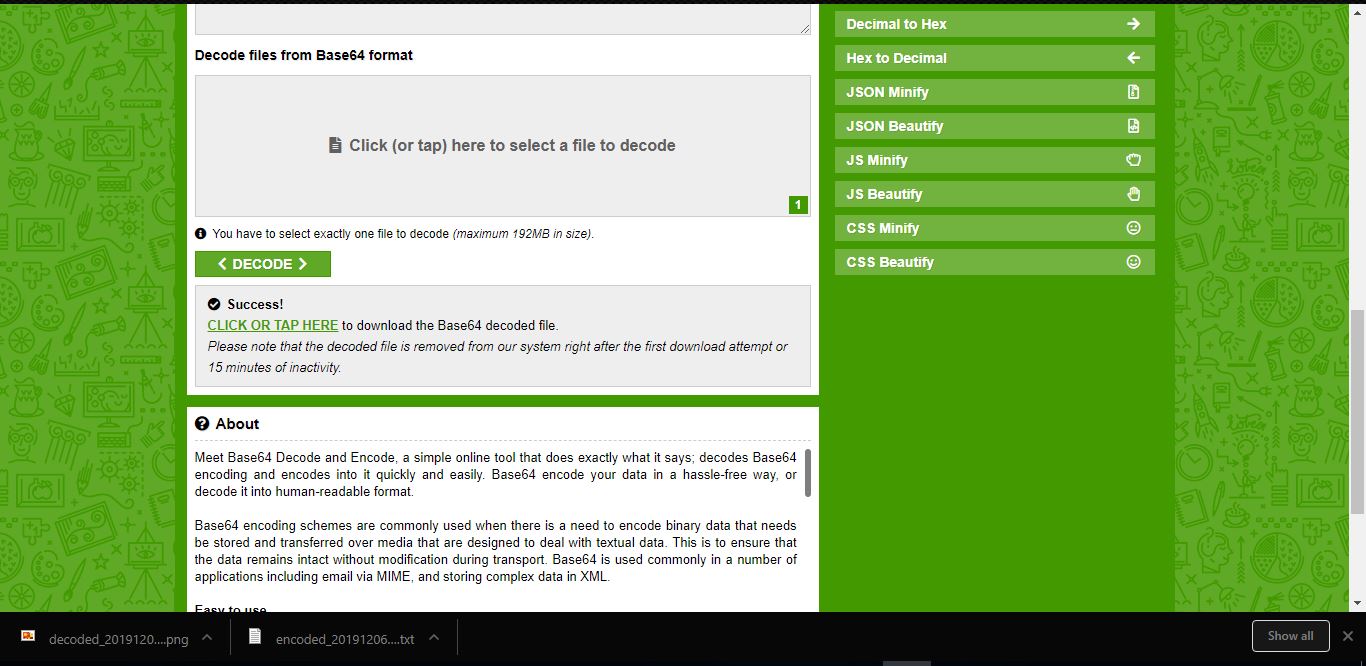 Decode files from Base64 format
Click (or tap) here to select a file to decode
1
You have to select exactly one file to decode (maximum 192MB in size).
DECODE
Success!
CLICK OR TAP HERE to download the Base64 decoded file.
Please note that the decoded file is removed from our system right after the first download attempt or
15 minutes of inactivity.
About
Meet Base64 Decode and Encode, a simple online tool that does exactly what it says; decodes Base64
encoding and encodes into it quickly and easily. Base64 encode your data in a hassle-free way, or
decode it into human-readable format.
Base64 encoding schemes are commonly used when there is a need to encode binary data that needs
be stored and transferred over media that are designed to deal with textual data. This is to ensure that
the data remains intact without modification during transport. Base64 is used commonly in a number of
applications including email via MIME, and storing complex data in XML.
Easy to use
Decimal to Hex
Hex to Decimal
JSON Minify
JSON Beautify
JS Minify
JS Beautify
CSS Minify
CSS Beautify
decoded_2019120....png
encoded_20191206....txt
Show all